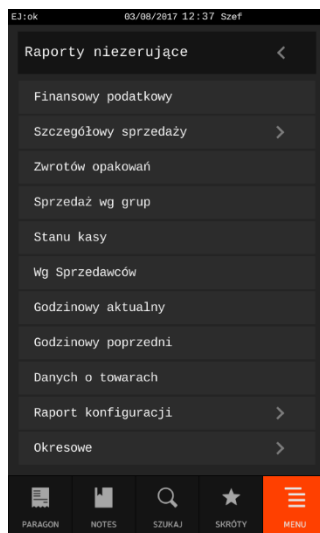 EJ:ok 03/08/2017 12:37 Szef
Raporty niezerujące
Finansowy podatkowy
Szczegółowy sprzedaży
Zwrotów opakowań
Sprzedaż wg grup
Stanu kasy
Wg Sprzedawców
Godzinowy aktualny
Godzinowy poprzedni
Danych o towarach
Raport konfiguracji
Okresowe
PARAGON NOTES SZUKAJ SKRÓTY MENU